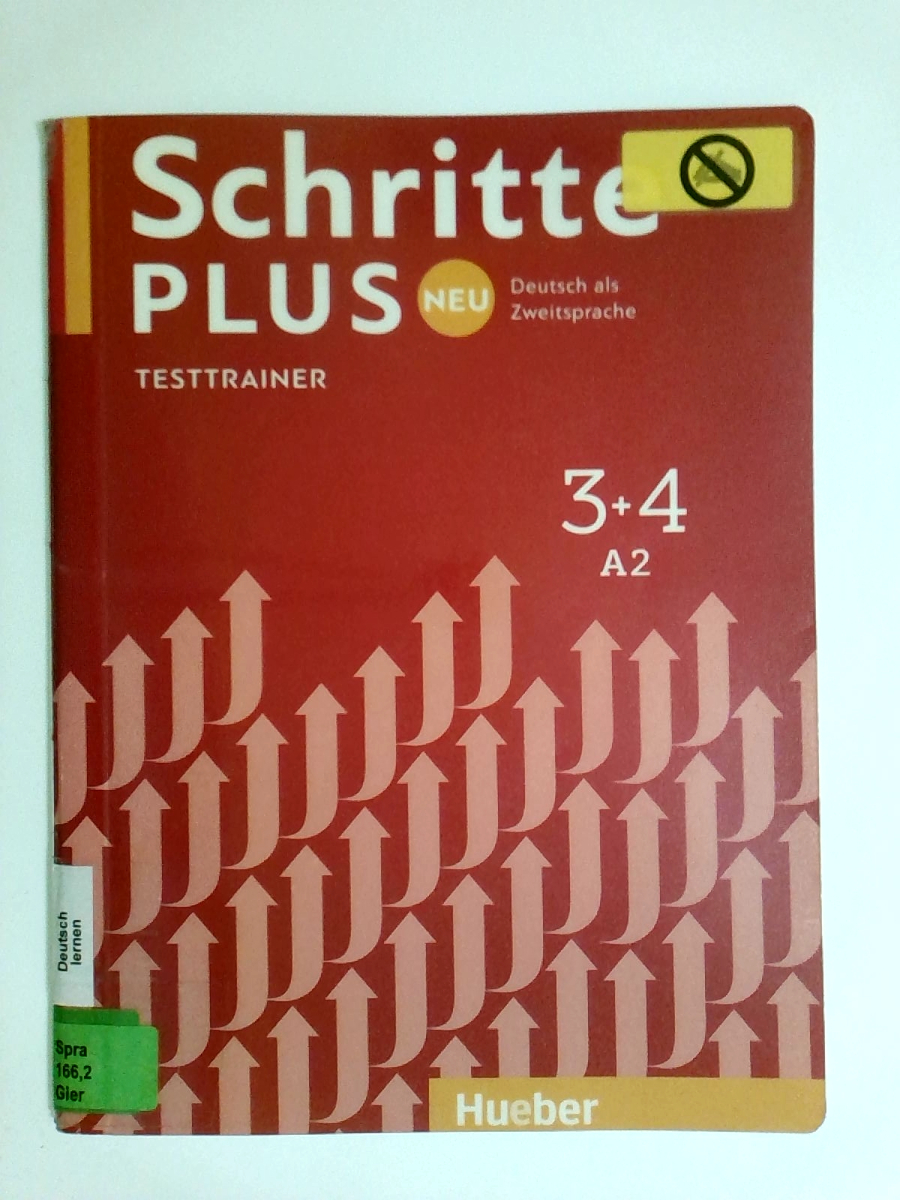 Schritte
PLUS NEU
Deutsch als
Zweitsprache
TESTTRAINER
3+4
A2
Deutsch
lernen
Spra
166,2
Gier
Hueber